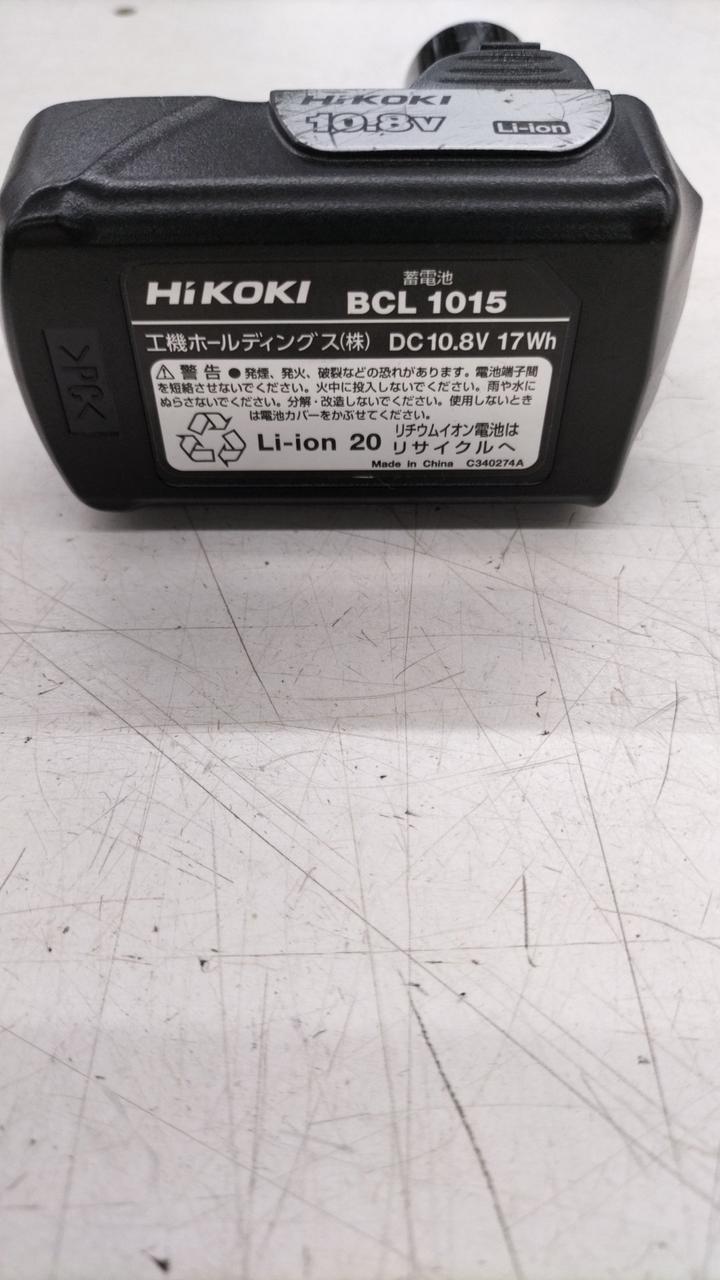 HiKOKI
10.8V Li-ion
HiKOKI
蓄電池
BCL 1015
工機ホールディングス(株) DC10.8V 17Wh
⚠警告 ●発煙、発火、破裂などの恐れがあります。電池端子間
を短絡させないでください。火中に投入しないでください。雨や水に
ぬらさないでください。分解・改造しないでください。使用しないとき
は電池カバーをかぶせてください。
Li-ion 20
リチウムイオン電池は
リサイクルへ
Made in China C340274A
>PC<